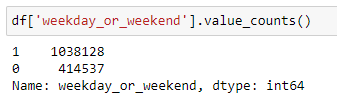 df['weekday_or_weekend'].value_counts()
1    1038128
0     414537
Name: weekday_or_weekend, dtype: int64